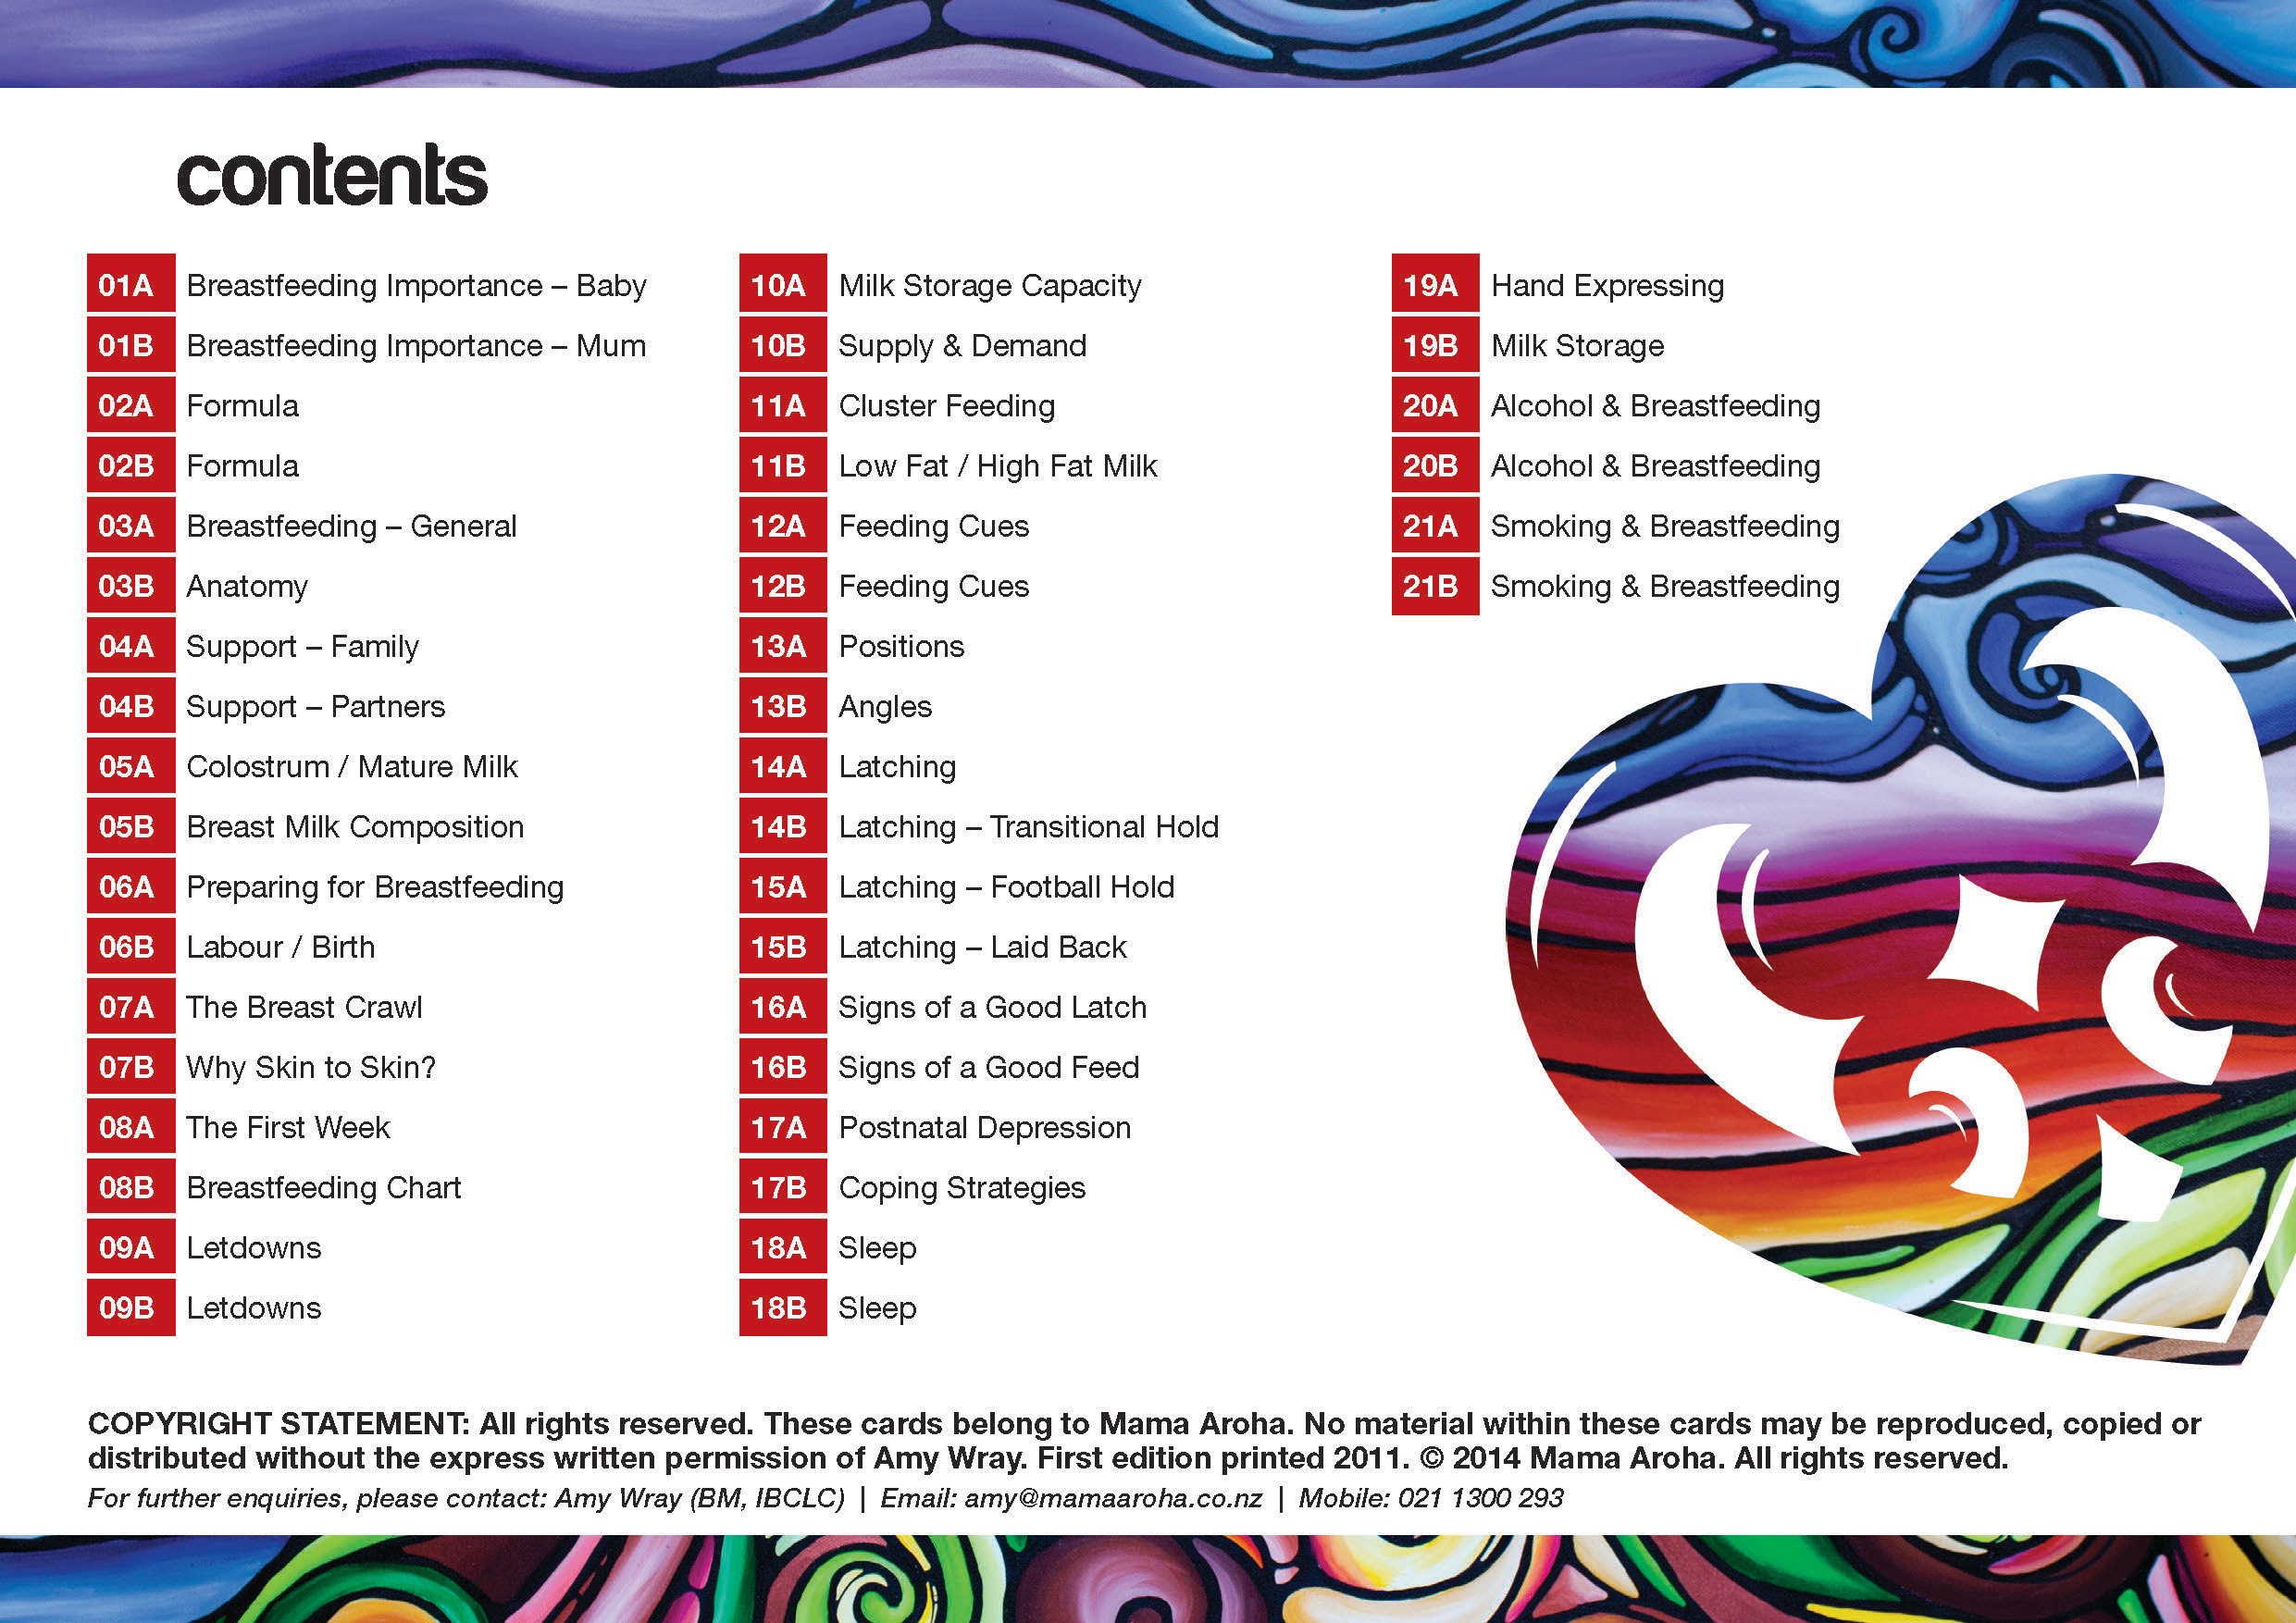 contents
01A Breastfeeding Importance – Baby
01B Breastfeeding Importance – Mum
02A Formula
02B Formula
03A Breastfeeding – General
03B Anatomy
04A Support – Family
04B Support – Partners
05A Colostrum / Mature Milk
05B Breast Milk Composition
06A Preparing for Breastfeeding
06B Labour / Birth
07A The Breast Crawl
07B Why Skin to Skin?
08A The First Week
08B Breastfeeding Chart
09A Letdowns
09B Letdowns
10A Milk Storage Capacity
10B Supply & Demand
11A Cluster Feeding
11B Low Fat / High Fat Milk
12A Feeding Cues
12B Feeding Cues
13A Positions
13B Angles
14A Latching
14B Latching – Transitional Hold
15A Latching – Football Hold
15B Latching – Laid Back
16A Signs of a Good Latch
16B Signs of a Good Feed
17A Postnatal Depression
17B Coping Strategies
18A Sleep
18B Sleep
19A Hand Expressing
19B Milk Storage
20A Alcohol & Breastfeeding
20B Alcohol & Breastfeeding
21A Smoking & Breastfeeding
21B Smoking & Breastfeeding
COPYRIGHT STATEMENT: All rights reserved. These cards belong to Mama Aroha. No material within these cards may be reproduced, copied or
distributed without the express written permission of Amy Wray. First edition printed 2011. © 2014 Mama Aroha. All rights reserved.
For further enquiries, please contact: Amy Wray (BM, IBCLC) | Email: amy@mamaaroha.co.nz | Mobile: 021 1300 293